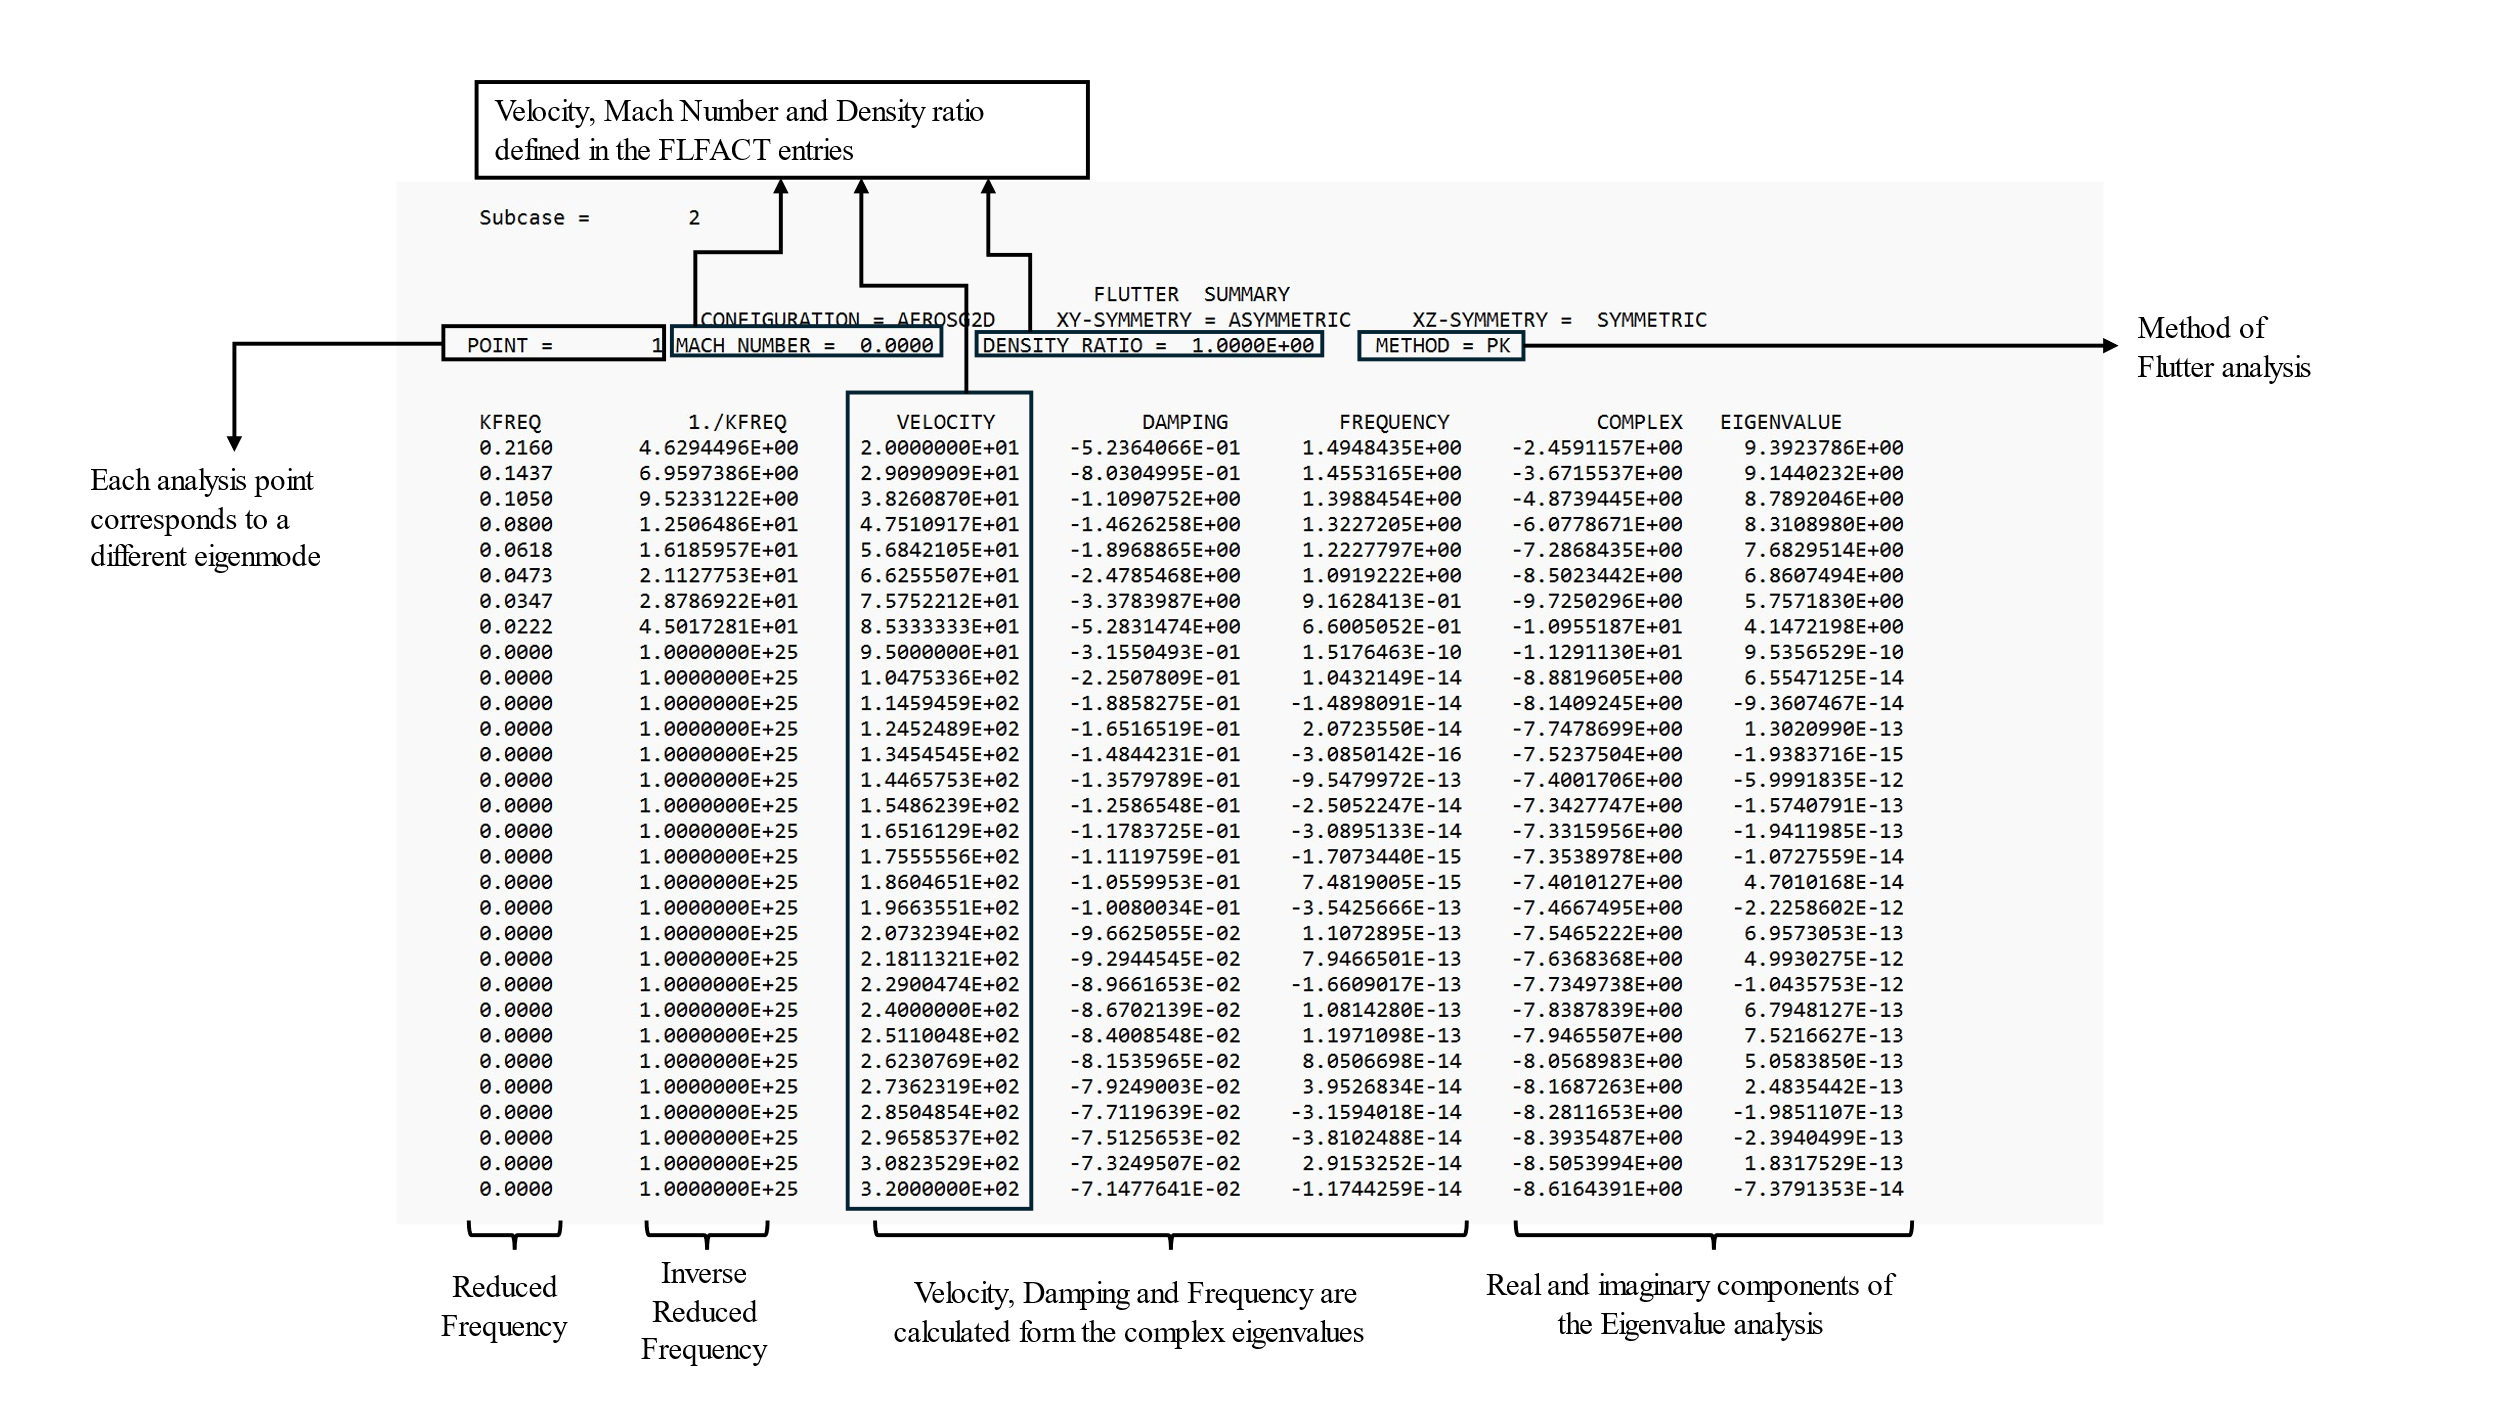 Velocity, Mach Number and Density ratio
defined in the FLFACT entries
Subcase = 2
FLUTTER SUMMARY
CONFIGURATION = AEROSG2D XY-SYMMETRY = ASYMMETRIC XZ-SYMMETRY = SYMMETRIC
POINT = 1 MACH NUMBER = 0.0000 DENSITY RATIO = 1.0000E+00 METHOD = PK
Method of
Flutter analysis
Each analysis point
corresponds to a
different eigenmode
KFREQ 1./KFREQ VELOCITY DAMPING FREQUENCY COMPLEX EIGENVALUE
0.2160 4.6294496E+00 2.0000000E+01 -5.2364066E-01 1.4948435E+00 -2.4591157E+00 9.3923786E+00
0.1437 6.9597386E+00 2.9090909E+01 -8.0304995E-01 1.4553165E+00 -3.6715537E+00 9.1440232E+00
0.1050 9.5233122E+00 3.8260870E+01 -1.1090752E+00 1.3988454E+00 -4.8739445E+00 8.7892046E+00
0.0800 1.2506486E+01 4.7510917E+01 -1.4626258E+00 1.3227205E+00 -6.0778671E+00 8.3108980E+00
0.0618 1.6185957E+01 5.6842105E+01 -1.8968865E+00 1.2227797E+00 -7.2868435E+00 7.6829514E+00
0.0473 2.1127753E+01 6.6255507E+01 -2.4785468E+00 1.0919222E+00 -8.5023442E+00 6.8607494E+00
0.0347 2.8786922E+01 7.5752212E+01 -3.3783987E+00 9.1628413E-01 -9.7250296E+00 5.7571830E+00
0.0222 4.5017281E+01 8.5333333E+01 -5.2831474E+00 6.6005052E-01 -1.0955187E+01 4.1472198E+00
0.0000 1.0000000E+25 9.5000000E+01 -3.1550493E-01 1.5176463E-10 -1.1291130E+01 9.5356529E-10
0.0000 1.0000000E+25 1.0475336E+02 -2.2507809E-01 1.0432149E-14 -8.8819605E+00 6.5547125E-14
0.0000 1.0000000E+25 1.1459459E+02 -1.8858275E-01 -1.4898091E-14 -8.1409245E+00 -9.3607467E-14
0.0000 1.0000000E+25 1.2452489E+02 -1.6516519E-01 2.0723550E-14 -7.7478699E+00 1.3020990E-13
0.0000 1.0000000E+25 1.3454545E+02 -1.4844231E-01 -3.0850142E-16 -7.5237504E+00 -1.9383716E-15
0.0000 1.0000000E+25 1.4465753E+02 -1.3579789E-01 -9.5479972E-13 -7.4001706E+00 -5.9991835E-12
0.0000 1.0000000E+25 1.5486239E+02 -1.2586548E-01 -2.5052247E-14 -7.3427747E+00 -1.5740791E-13
0.0000 1.0000000E+25 1.6516129E+02 -1.1783725E-01 -3.0895133E-14 -7.3315956E+00 -1.9411985E-13
0.0000 1.0000000E+25 1.7555556E+02 -1.1119759E-01 -1.7073440E-15 -7.3538978E+00 -1.0727559E-14
0.0000 1.0000000E+25 1.8604651E+02 -1.0559953E-01 7.4819005E-15 -7.4010127E+00 4.7010168E-14
0.0000 1.0000000E+25 1.9663551E+02 -1.0080034E-01 -3.5425666E-13 -7.4667495E+00 -2.2258602E-12
0.0000 1.0000000E+25 2.0732394E+02 -9.6625055E-02 1.1072895E-13 -7.5465222E+00 6.9573053E-13
0.0000 1.0000000E+25 2.1811321E+02 -9.2944545E-02 7.9466501E-13 -7.6368368E+00 4.9930275E-12
0.0000 1.0000000E+25 2.2900474E+02 -8.9661653E-02 -1.6609017E-13 -7.7349738E+00 -1.0435753E-12
0.0000 1.0000000E+25 2.4000000E+02 -8.6702139E-02 1.0814280E-13 -7.8387839E+00 6.7948127E-13
0.0000 1.0000000E+25 2.5110048E+02 -8.4008548E-02 1.1971098E-13 -7.9465507E+00 7.5216627E-13
0.0000 1.0000000E+25 2.6230769E+02 -8.1535965E-02 8.0506698E-14 -8.0568983E+00 5.0583850E-13
0.0000 1.0000000E+25 2.7362319E+02 -7.9249003E-02 3.9526834E-14 -8.1687263E+00 2.4835442E-13
0.0000 1.0000000E+25 2.8504854E+02 -7.7119639E-02 -3.1594018E-14 -8.2811653E+00 -1.9851107E-13
0.0000 1.0000000E+25 2.9658537E+02 -7.5125653E-02 -3.8102488E-14 -8.3935487E+00 -2.3940499E-13
0.0000 1.0000000E+25 3.0823529E+02 -7.3249507E-02 2.9153252E-14 -8.5053994E+00 1.8317529E-13
0.0000 1.0000000E+25 3.2000000E+02 -7.1477641E-02 -1.1744259E-14 -8.6164391E+00 -7.3791353E-14
Reduced
Frequency
Inverse
Reduced
Frequency
Velocity, Damping and Frequency are
calculated form the complex eigenvalues
Real and imaginary components of
the Eigenvalue analysis